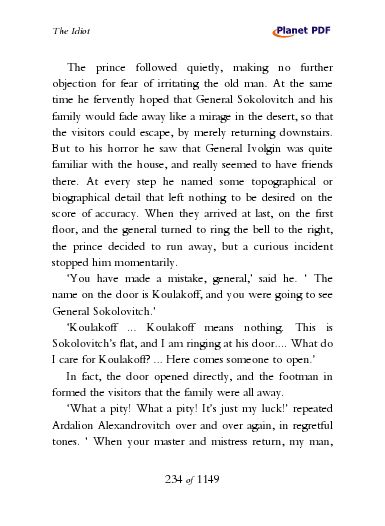 The Idiot
Planet PDF
The prince followed quietly, making no further
objection for fear of irritating the old man. At the same
time he fervently hoped that General Sokolovitch and his
family would fade away like a mirage in the desert, so that
the visitors could escape, by merely returning downstairs.
But to his horror he saw that General Ivolgin was quite
familiar with the house, and really seemed to have friends
there. At every step he named some topographical or
biographical detail that left nothing to be desired on the
score of accuracy. When they arrived at last, on the first
floor, and the general turned to ring the bell to the right,
the prince decided to run away, but a curious incident
stopped him momentarily.
'You have made a mistake, general,' said he. ' The
name on the door is Koulakoff, and you were going to see
General Sokolovitch.'
'Koulakoff ... Koulakoff means nothing. This is
Sokolovitch's flat, and I am ringing at his door.... What do
I care for Koulakoff? ... Here comes someone to open.'
In fact, the door opened directly, and the footman in
formed the visitors that the family were all away.
'What a pity! What a pity! It's just my luck!' repeated
Ardalion Alexandrovitch over and over again, in regretful
tones. ' When your master and mistress return, my man,
234 of 1149